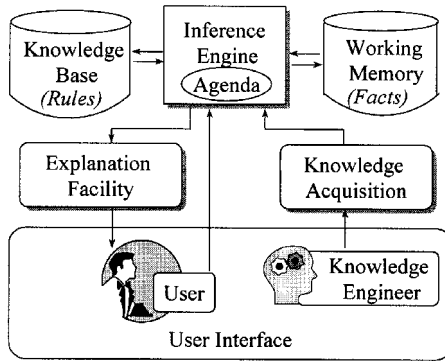 Knowledge
Base
(Rules)
Inference
Engine
Agenda
Working
Memory
(Facts)
Explanation
Facility
Knowledge
Acquisition
User
Knowledge
Engineer
User Interface